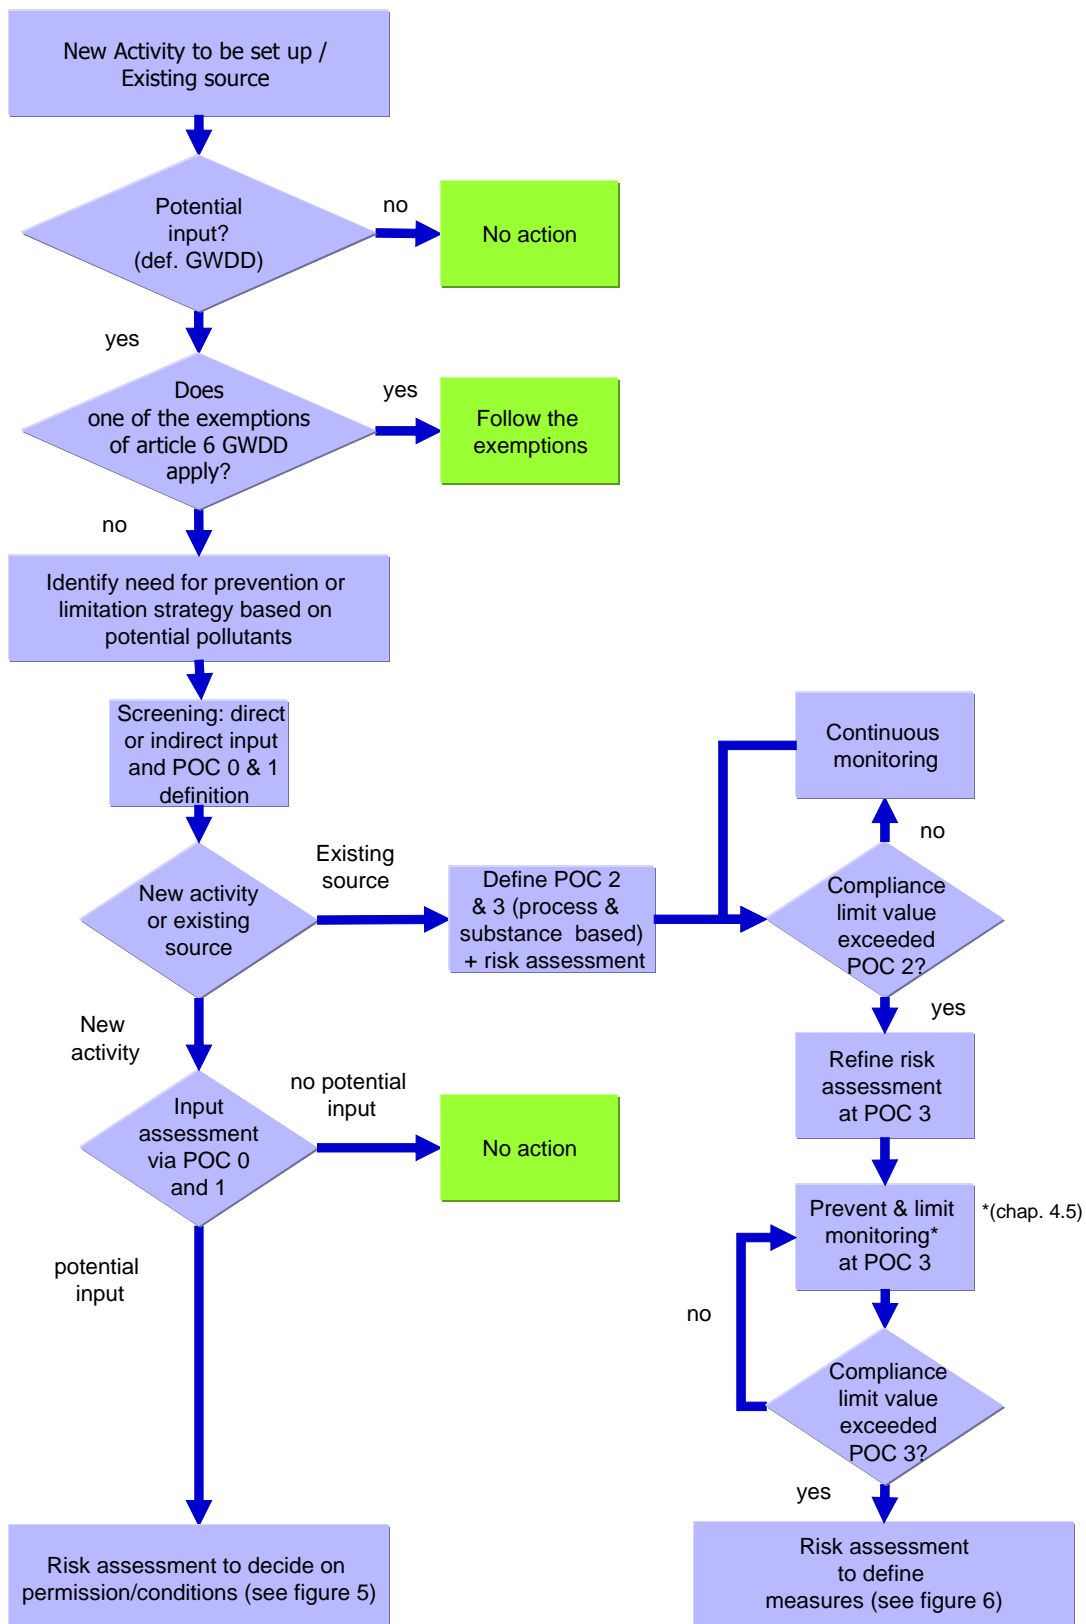 New Activity to be set up /
Existing source
Potential
input?
(def. GWDD)
no
No action
yes
Does
one of the exemptions
of article 6 GWDD
apply?
yes
Follow the
exemptions
no
Identify need for prevention or
limitation strategy based on
potential pollutants
Screening: direct
or indirect input
and POC 0 & 1
definition
New activity
or existing
source
Existing
source
Define POC 2
& 3 (process &
substance based)
+ risk assessment
Continuous
monitoring
no
Compliance
limit value
exceeded
POC 2?
yes
Refine risk
assessment
at POC 3
Prevent & limit
monitoring*
at POC 3
*(chap. 4.5)
no
Compliance
limit value
exceeded
POC 3?
yes
Risk assessment
to define
measures (see figure 6)
New
activity
Input
assessment
via POC 0
and 1
no potential
input
No action
potential
input
Risk assessment to decide on
permission/conditions (see figure 5)